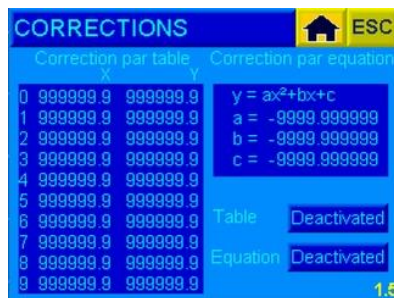 CORRECTIONS ESC
Correction par table Correction par equation
X Y
0 999999.9 999999.9
1 999999.9 999999.9
2 999999.9 999999.9
3 999999.9 999999.9
4 999999.9 999999.9
5 999999.9 999999.9
6 999999.9 999999.9
7 999999.9 999999.9
8 999999.9 999999.9
9 999999.9 999999.9
y = ax²+bx+c
a = -9999.999999
b = -9999.999999
c = -9999.999999
Table Deactivated
Equation Deactivated
1.5